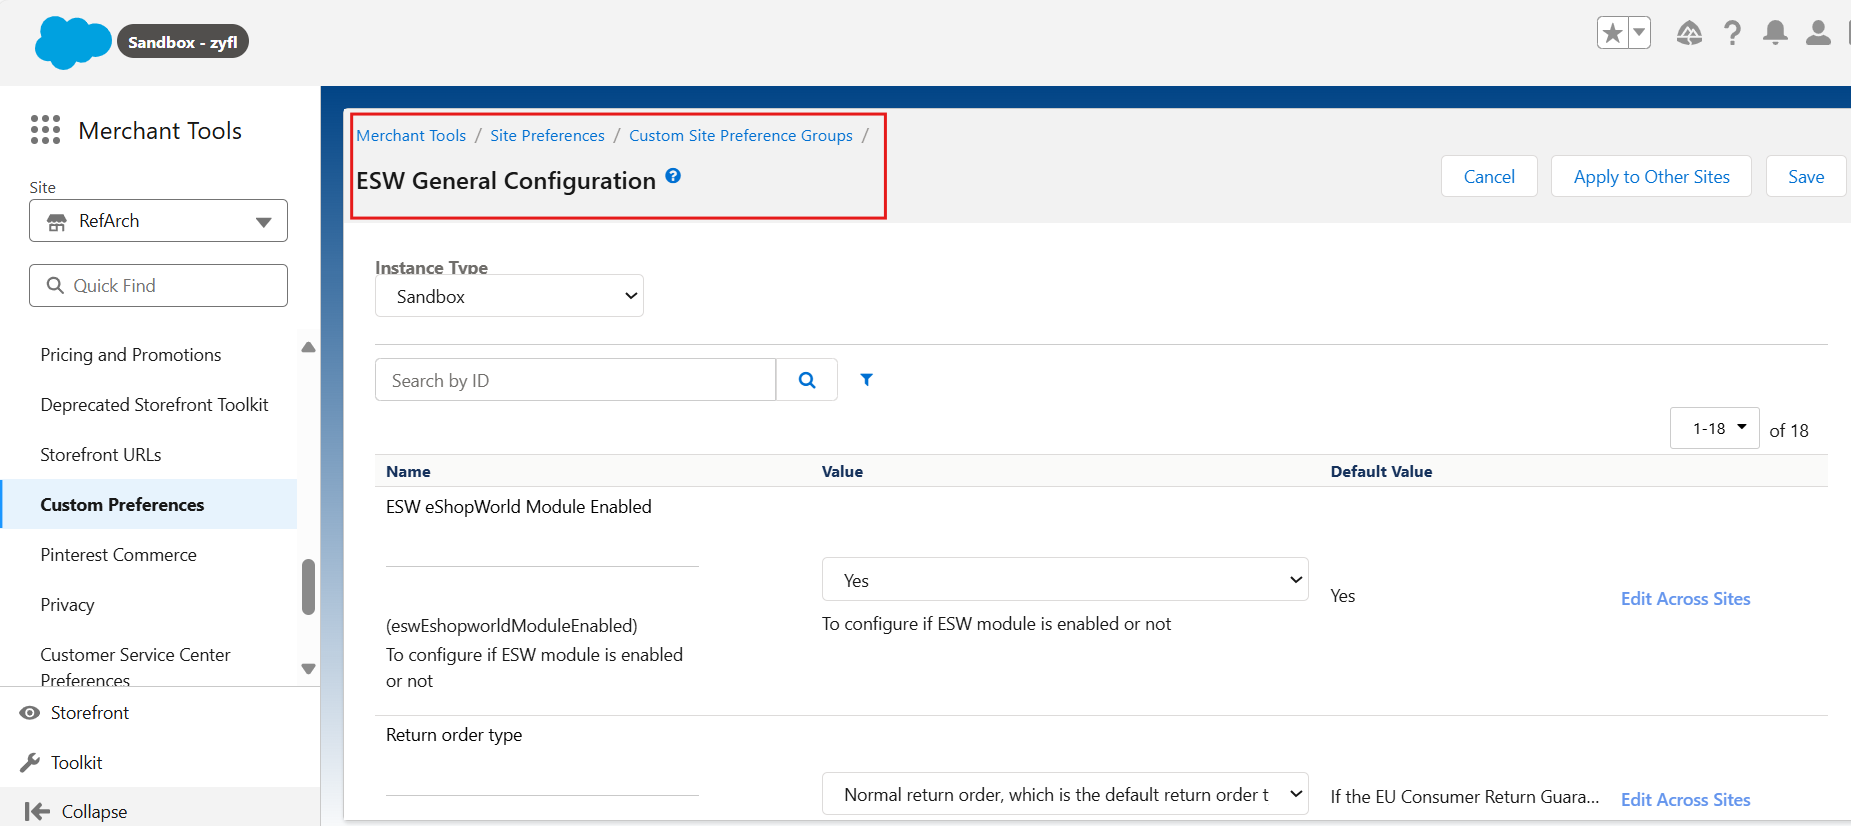 Sandbox - zyfl
Merchant Tools
Site
RefArch
Quick Find
Pricing and Promotions
Deprecated Storefront Toolkit
Storefront URLs
Custom Preferences
Pinterest Commerce
Privacy
Customer Service Center
Preferences
Storefront
Toolkit
Collapse
Merchant Tools / Site Preferences / Custom Site Preference Groups /
ESW General Configuration ?
Cancel
Apply to Other Sites
Save
Instance Type
Sandbox
Search by ID
1-18 of 18
Name Value Default Value
ESW eShopWorld Module Enabled
Yes
Yes
Edit Across Sites
(eswEshopworldModuleEnabled)
To configure if ESW module is enabled or not
To configure if ESW module is enabled
or not
Return order type
Normal return order, which is the default return order t
If the EU Consumer Return Guara...
Edit Across Sites